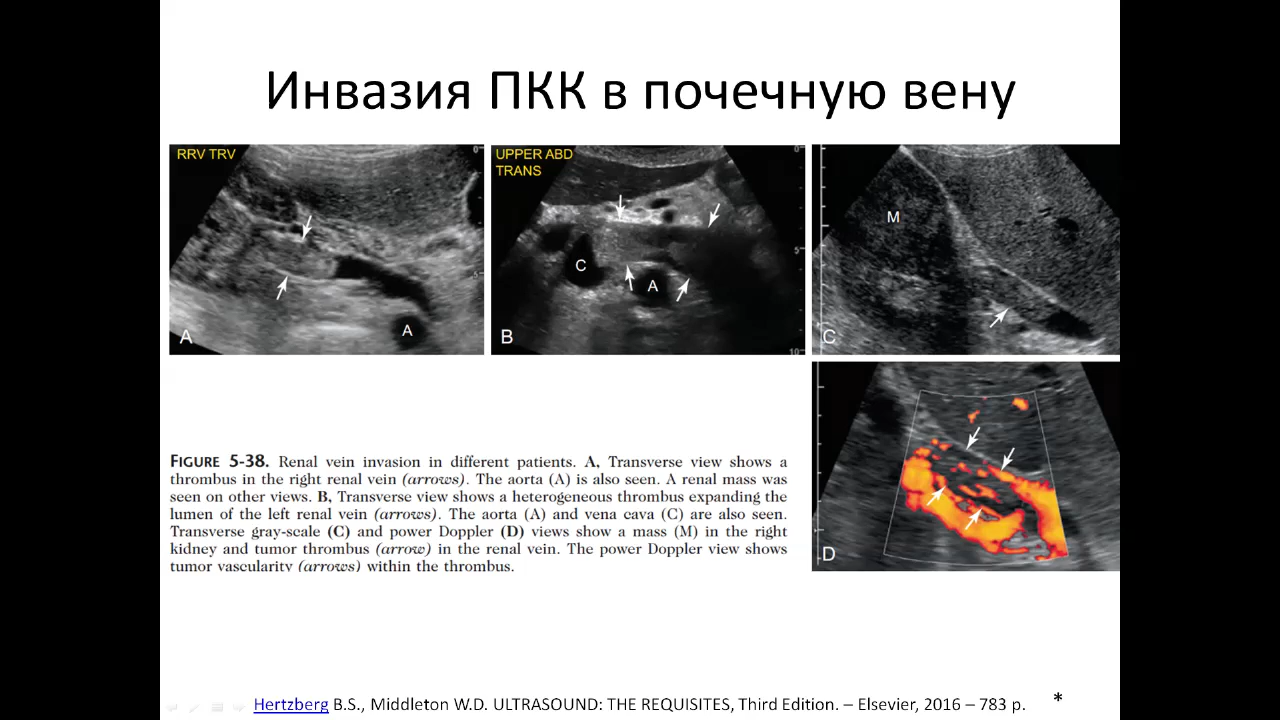 Инвазия ПКК в почечную вену
RRV TRV
A
A
UPPER ABD
TRANS
C
A
B
5
10
M
C
D
FIGURE 5-38. Renal vein invasion in different patients. A, Transverse view shows a
thrombus in the right renal vein (arrows). The aorta (A) is also seen. A renal mass was
seen on other views. B, Transverse view shows a heterogeneous thrombus expanding the
lumen of the left renal vein (arrows). The aorta (A) and vena cava (C) are also seen.
Transverse gray-scale (C) and power Doppler (D) views show a mass (M) in the right
kidney and tumor thrombus (arrow) in the renal vein. The power Doppler view shows
tumor vascularity (arrows) within the thrombus.
Hertzberg B.S., Middleton W.D. ULTRASOUND: THE REQUISITES, Third Edition. – Elsevier, 2016 – 783 p.
*